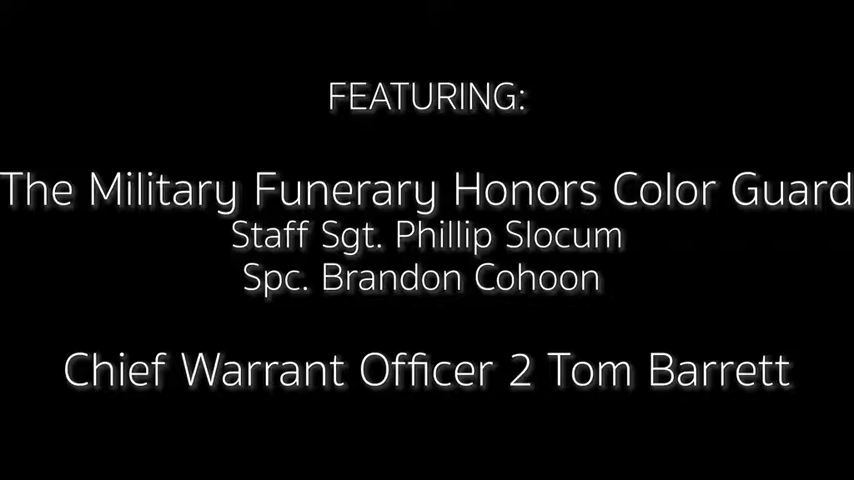 FEATURING:
The Military Funerary Honors Color Guard
Staff Sgt. Phillip Slocum
Spc. Brandon Cohoon
Chief Warrant Officer 2 Tom Barrett